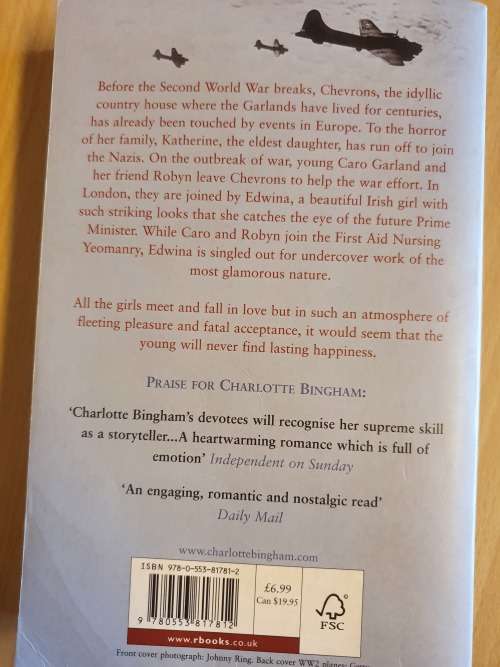 Before the Second World War breaks, Chevrons, the idyllic
country house where the Garlands have lived for centuries,
has already been touched by events in Europe. To the horror
of her family, Katherine, the eldest daughter, has run off to join
the Nazis. On the outbreak of war, young Caro Garland and
her friend Robyn leave Chevrons to help the war effort. In
London, they are joined by Edwina, a beautiful Irish girl with
such striking looks that she catches the eye of the future Prime
Minister. While Caro and Robyn join the First Aid Nursing
Yeomanry, Edwina is singled out for undercover work of the
most glamorous nature.
All the girls meet and fall in love but in such an atmosphere of
fleeting pleasure and fatal acceptance, it would seem that the
young will never find lasting happiness.
PRAISE FOR CHARLOTTE BINGHAM:
‘Charlotte Bingham’s devotees will recognise her supreme skill
as a storyteller...A heartwarming romance which is full of
emotion’ Independent on Sunday
‘An engaging, romantic and nostalgic read’
Daily Mail
www.charlottebingham.com
ISBN 978-0-553-81781-2
£6.99
Can $19.95
FSC
9 780553 817812
www.rbooks.co.uk
Front cover photograph: Johnny Ring. Back cover WW2 planes: